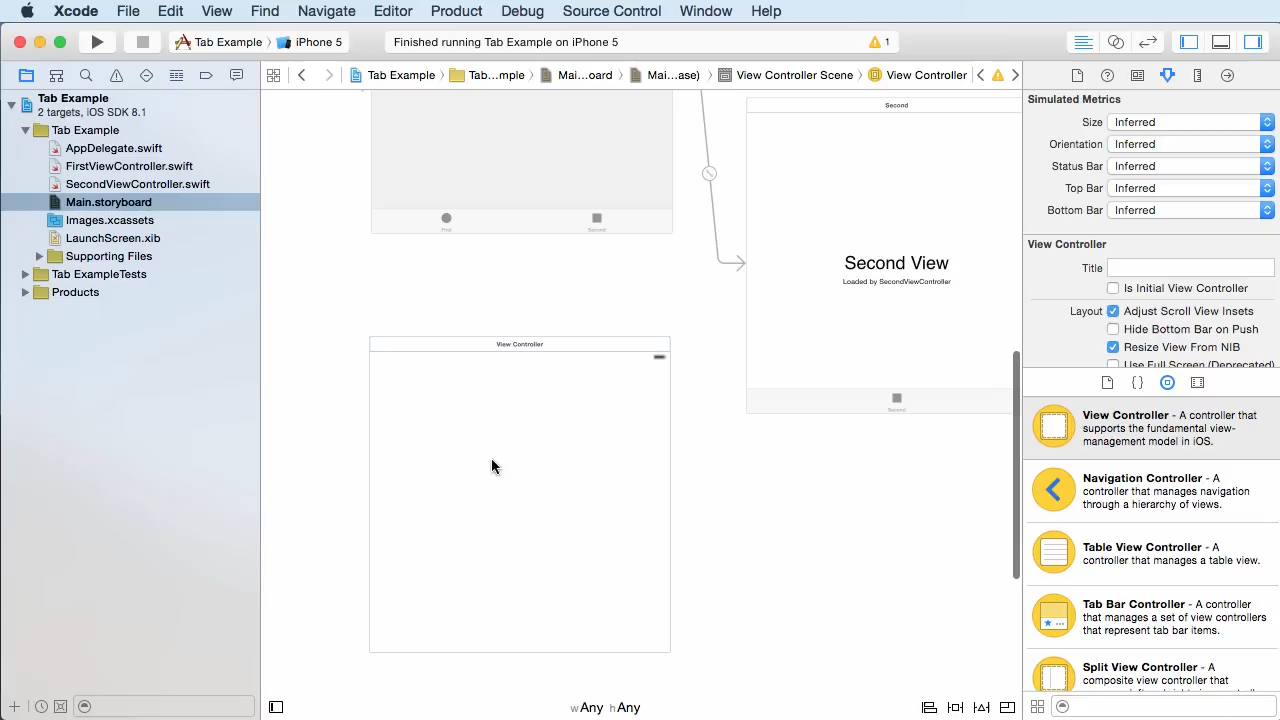 Xcode File Edit View Find Navigate Editor Product Debug Source Control Window Help
Tab Example iPhone 5
Finished running Tab Example on iPhone 5
1
Tab Example Tab...mple Mai...oard Mai...ase) View Controller Scene View Controller
Tab Example
2 targets, iOS SDK 8.1
Tab Example
AppDelegate.swift
FirstViewController.swift
SecondViewController.swift
Main.storyboard
Images.xcassets
LaunchScreen.xib
Supporting Files
Tab ExampleTests
Products
First
Second
Second
Second View
Loaded by SecondViewController
Second
View Controller
wAny hAny
Simulated Metrics
Size Inferred
Orientation Inferred
Status Bar Inferred
Top Bar Inferred
Bottom Bar Inferred
View Controller
Title
Is Initial View Controller
Layout Adjust Scroll View Insets
Hide Bottom Bar on Push
Resize View From NIB
Use Full Screen (Deprecated)
View Controller - A controller that
supports the fundamental view-
management model in iOS.
Navigation Controller - A
controller that manages navigation
through a hierarchy of views.
Table View Controller - A
controller that manages a table view.
Tab Bar Controller - A controller
that manages a set of view controllers
that represent tab bar items.
Split View Controller - A
composite view controller that